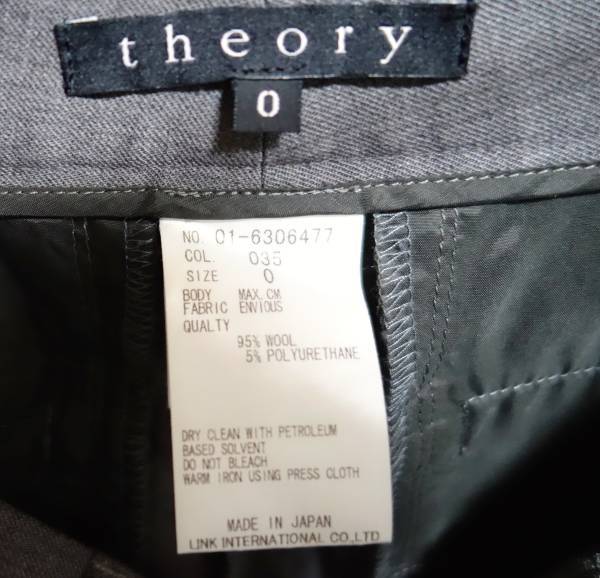 theory
0
NO. 01-6306477
COL. 035
SIZE 0
BODY MAX.CM
FABRIC ENVIOUS
QUALTY
95% WOOL
5% POLYURETHANE
DRY CLEAN WITH PETROLEUM
BASED SOLVENT
DO NOT BLEACH
WARM IRON USING PRESS CLOTH
MADE IN JAPAN
LINK INTERNATIONAL CO.,LTD